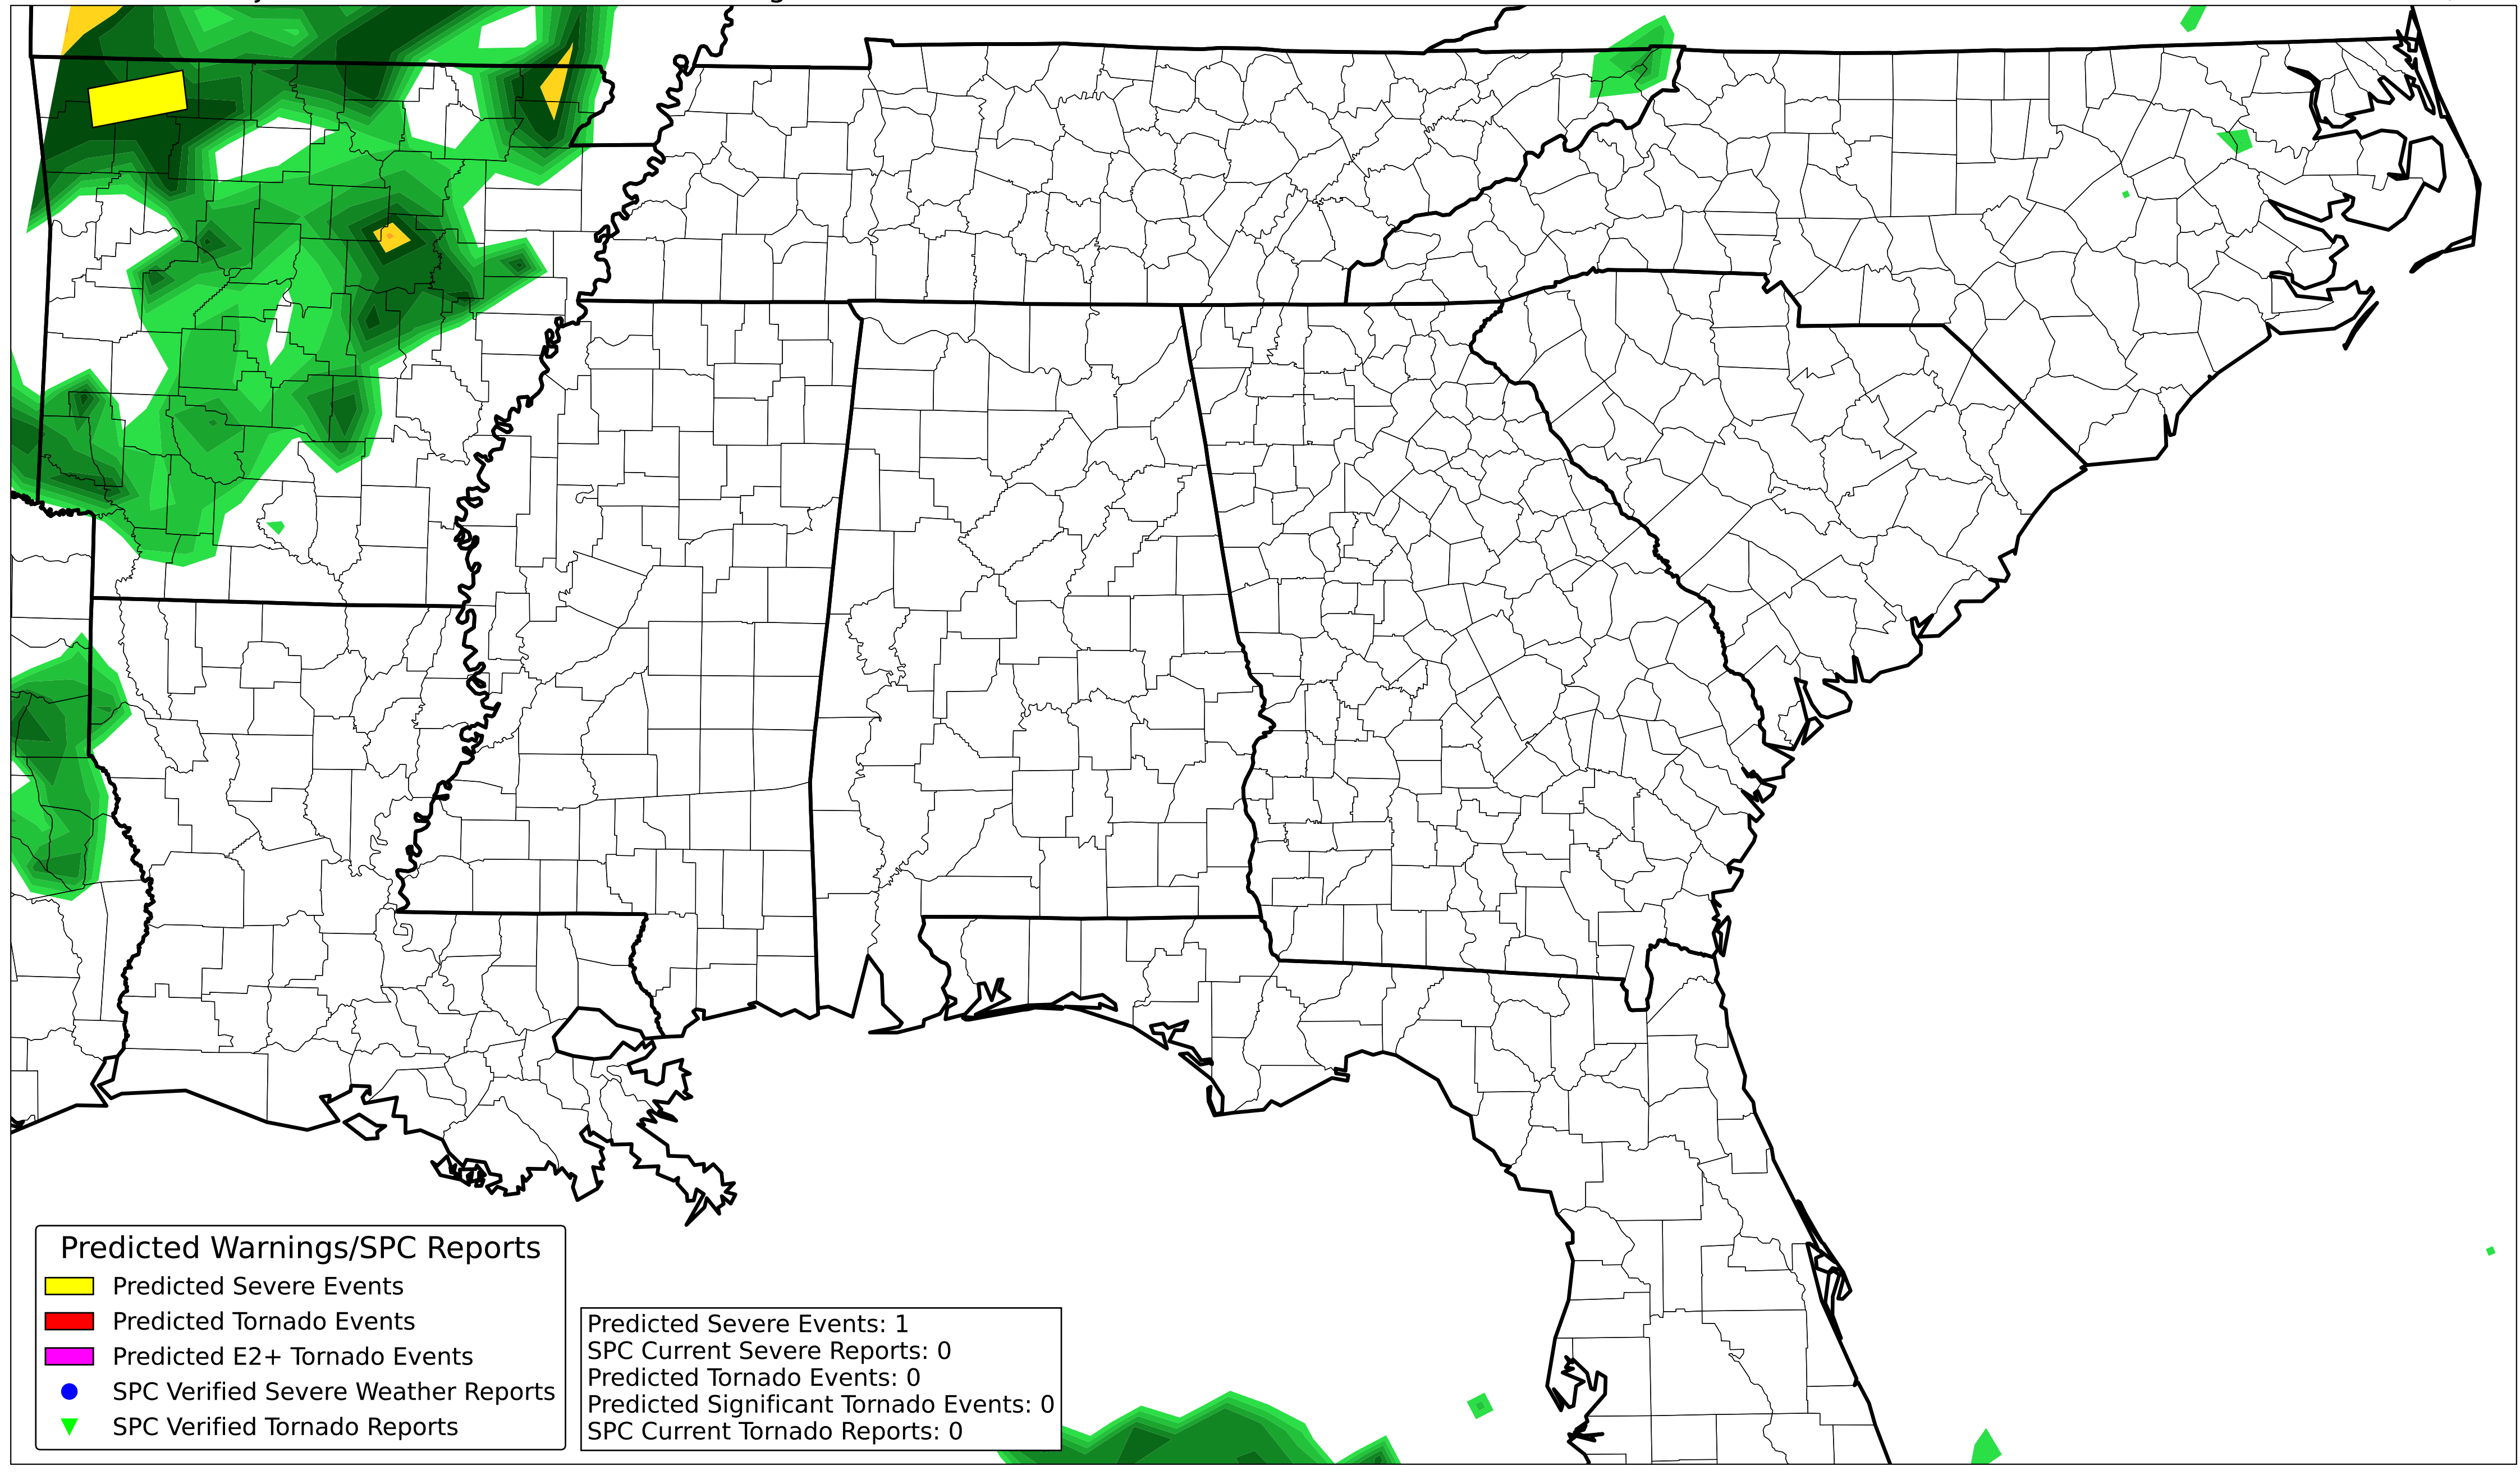 Predicted Warnings/SPC Reports
Predicted Severe Events
Predicted Tornado Events
Predicted E2+ Tornado Events
SPC Verified Severe Weather Reports
SPC Verified Tornado Reports
Predicted Severe Events: 1
SPC Current Severe Reports: 0
Predicted Tornado Events: 0
Predicted Significant Tornado Events: 0
SPC Current Tornado Reports: 0